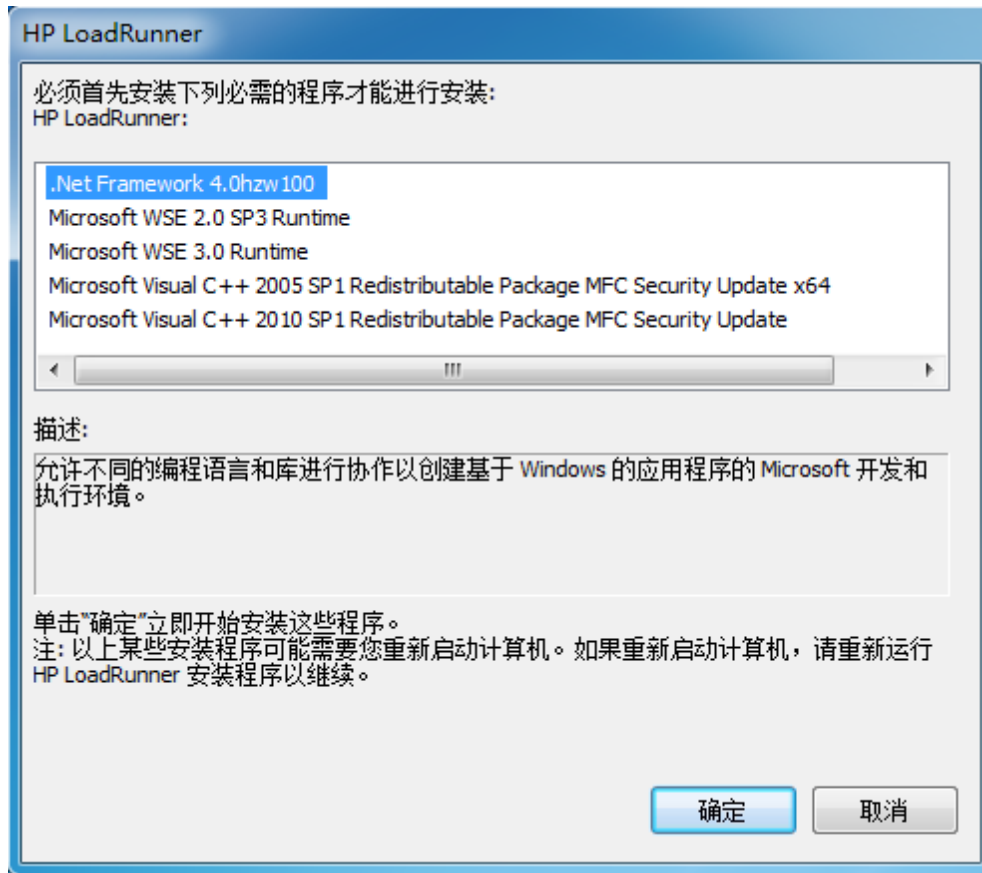 HP LoadRunner
必须首先安装下列必需的程序才能进行安装:
HP LoadRunner:
.Net Framework 4.0hzw100
Microsoft WSE 2.0 SP3 Runtime
Microsoft WSE 3.0 Runtime
Microsoft Visual C++ 2005 SP1 Redistributable Package MFC Security Update x64
Microsoft Visual C++ 2010 SP1 Redistributable Package MFC Security Update
描述:
允许不同的编程语言和库进行协作以创建基于 Windows 的应用程序的 Microsoft 开发和
执行环境。
单击"确定"立即开始安装这些程序。
注: 以上某些安装程序可能需要您重新启动计算机。如果重新启动计算机，请重新运行
HP LoadRunner 安装程序以继续。
确定 取消